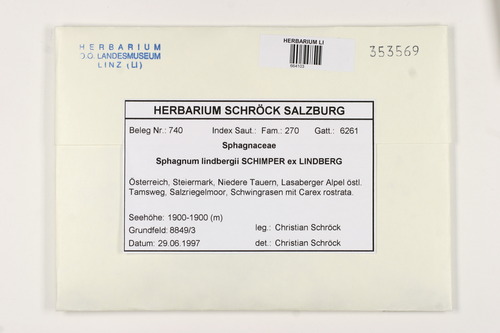 HERBARIUM
O.Ö. LANDESMUSEUM
LINZ (LI)
HERBARIUM LI
353569
HERBARIUM SCHRÖCK SALZBURG
Beleg Nr.: 740 Index Saut.: Fam.: 270 Gatt.: 6261
Sphagnaceae
Sphagnum lindbergii SCHIMPER ex LINDBERG
Österreich, Steiermark, Niedere Tauern, Lasaberger Alpel östl.
Tamsweg, Salzriegelmoor, Schwingrasen mit Carex rostrata.
Seehöhe: 1900-1900 (m)
Grundfeld: 8849/3 leg.: Christian Schröck
Datum: 29.06.1997 det.: Christian Schröck